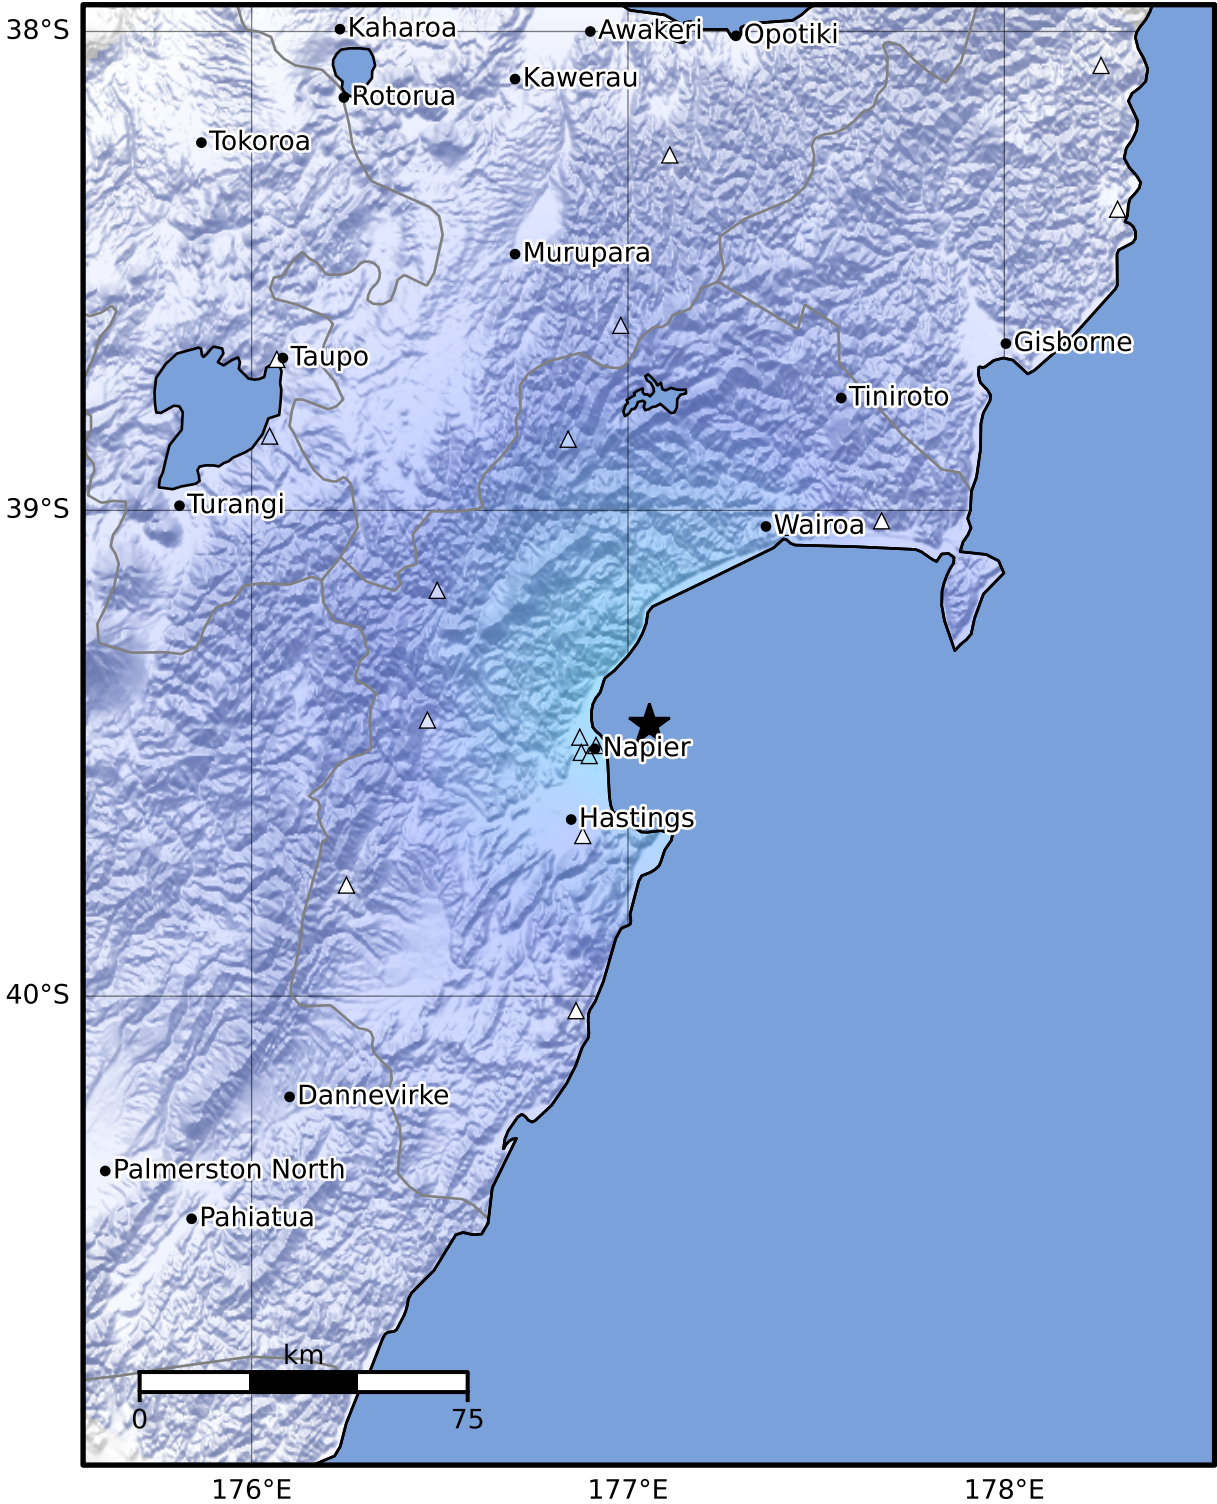 Kaharoa
Awakeri
Opotiki
38°S
Kawerau
Rotorua
Tokoroa
Murupara
Gisborne
Taupo
Tiniroto
Turangi
39°S
Wairoa
Napier
Hastings
40°S
Dannevirke
Palmerston North
Pahiatua
km
0
75
176°E
177°E
178°E